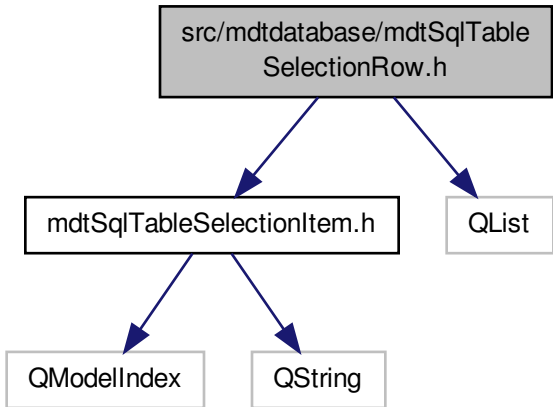 src/mdtdatabase/mdtSqlTable
SelectionRow.h
mdtSqlTableSelectionItem.h
QList
QModelIndex
QString